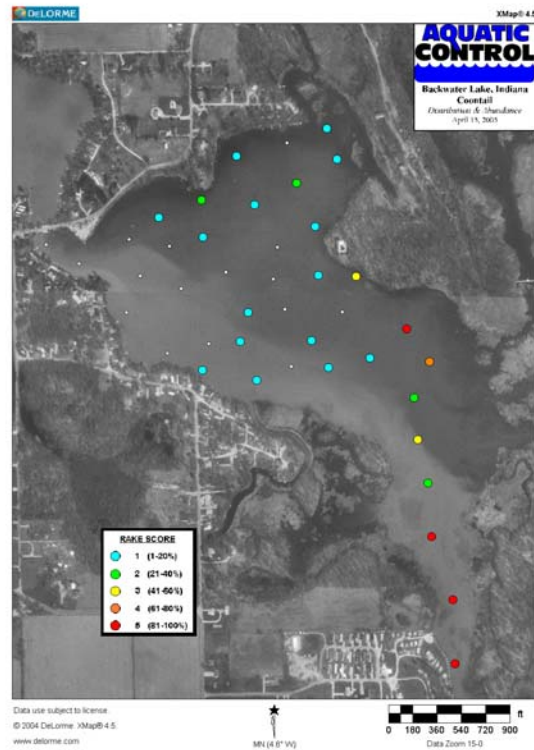 DELORME
XMap® 4.5
AQUATIC
CONTROL
Backwater Lake, Indiana
Coontail
Distribution & Abundance
April 15, 2005
RAKE SCORE
1 (1-20%)
2 (21-40%)
3 (41-60%)
4 (61-80%)
5 (81-100%)
Data use subject to license.
© 2004 DeLorme. XMap® 4.5.
www.delorme.com
MN (4.6° W)
ft
0 180 360 540 720 900
Data Zoom 15-0